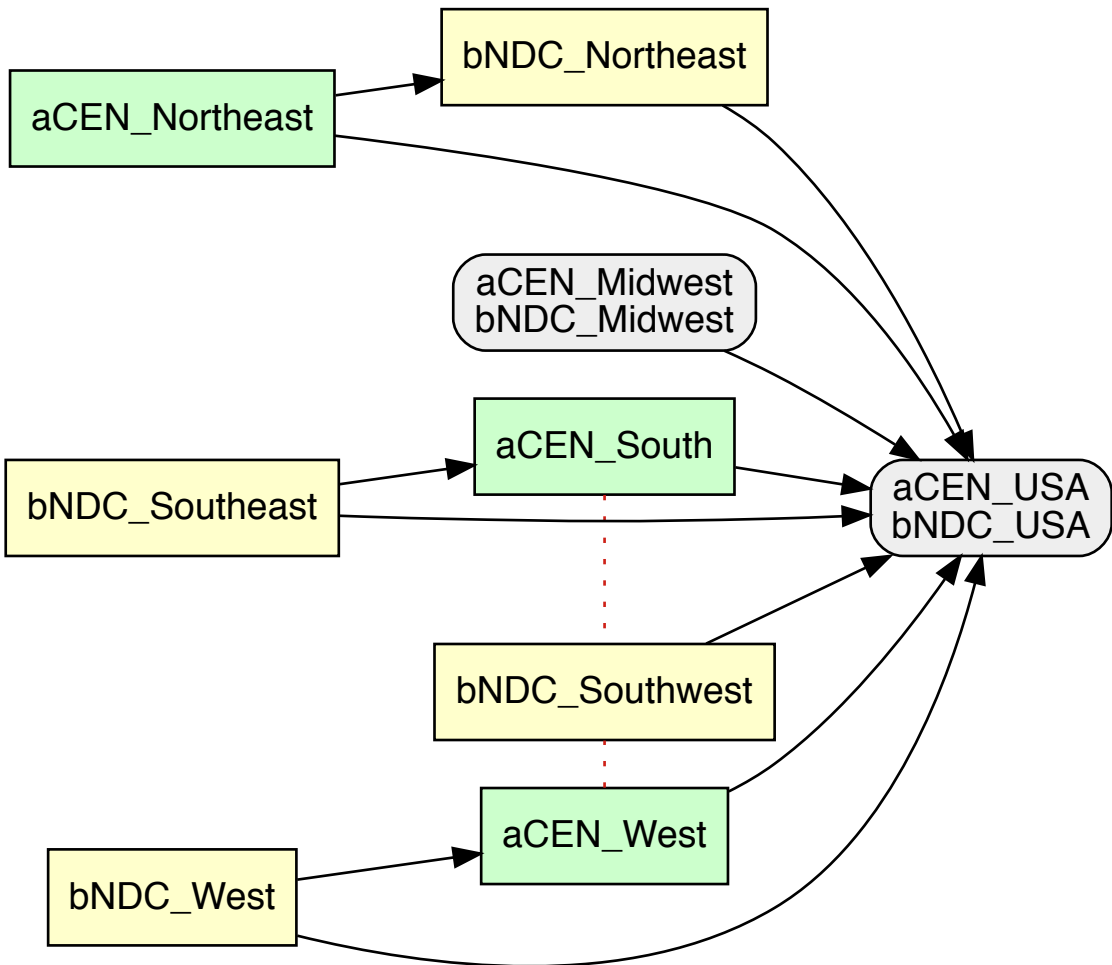 bNDC_Northeast
aCEN_Northeast
aCEN_Midwest
bNDC_Midwest
aCEN_South
bNDC_Southeast
aCEN_USA
bNDC_USA
bNDC_Southwest
aCEN_West
bNDC_West